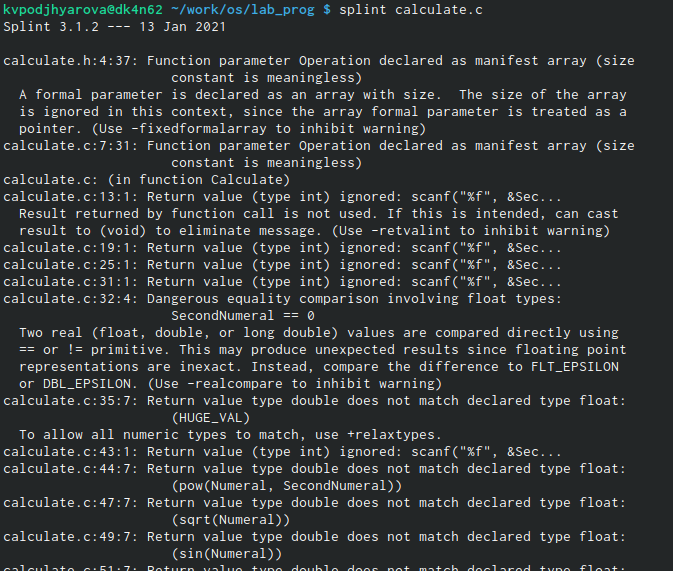 kvpodjhyarova@dk4n62 ~/work/os/lab_prog $ splint calculate.c
Splint 3.1.2 --- 13 Jan 2021

calculate.h:4:37: Function parameter Operation declared as manifest array (size
                     constant is meaningless)
  A formal parameter is declared as an array with size.  The size of the array
  is ignored in this context, since the array formal parameter is treated as a
  pointer. (Use -fixedformalarray to inhibit warning)
calculate.c:7:31: Function parameter Operation declared as manifest array (size
                     constant is meaningless)
calculate.c: (in function Calculate)
calculate.c:13:1: Return value (type int) ignored: scanf("%f", &Sec...
  Result returned by function call is not used. If this is intended, can cast
  result to (void) to eliminate message. (Use -retvalint to inhibit warning)
calculate.c:19:1: Return value (type int) ignored: scanf("%f", &Sec...
calculate.c:25:1: Return value (type int) ignored: scanf("%f", &Sec...
calculate.c:31:1: Return value (type int) ignored: scanf("%f", &Sec...
calculate.c:32:4: Dangerous equality comparison involving float types:
                     SecondNumeral == 0
  Two real (float, double, or long double) values are compared directly using
  == or != primitive. This may produce unexpected results since floating point
  representations are inexact. Instead, compare the difference to FLT_EPSILON
  or DBL_EPSILON. (Use -realcompare to inhibit warning)
calculate.c:35:7: Return value type double does not match declared type float:
                     (HUGE_VAL)
  To allow all numeric types to match, use +relaxtypes.
calculate.c:43:1: Return value (type int) ignored: scanf("%f", &Sec...
calculate.c:44:7: Return value type double does not match declared type float:
                     (pow(Numeral, SecondNumeral))
calculate.c:47:7: Return value type double does not match declared type float:
                     (sqrt(Numeral))
calculate.c:49:7: Return value type double does not match declared type float:
                     (sin(Numeral))
calculate.c:51:7: Return value type double does not match declared type float: